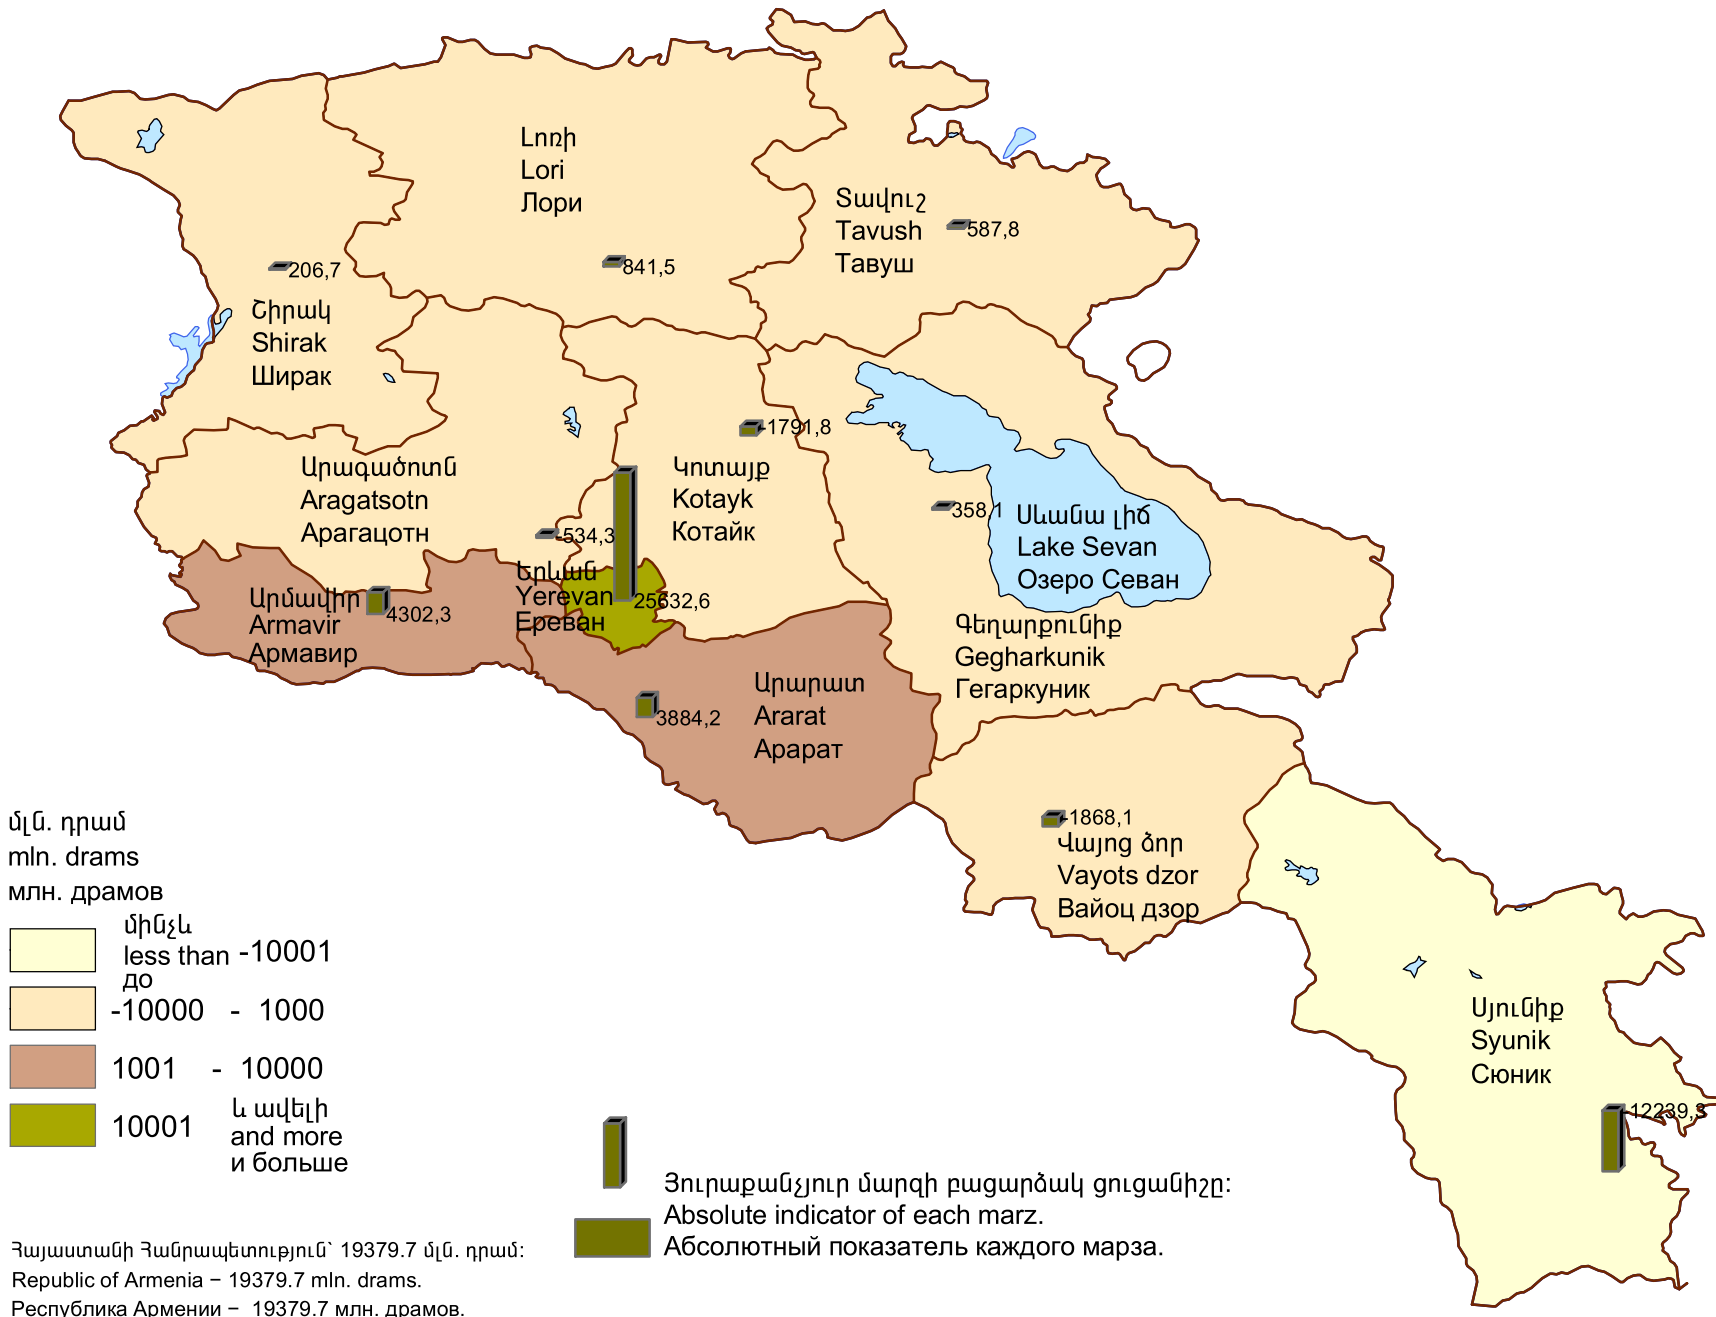 Լոռի
Lori
Лори
Տավուշ
Tavush
Тавуш
587,8
206,7
841,5
Շիրակ
Shirak
Ширак
-1791,8
Արագածոտն
Aragatsotn
Арагацотн
Կոտայք
Kotayk
Котайк
358,1
Սևանա լիճ
Lake Sevan
Озеро Севан
-534,3
Երևան
Yerevan
Ереван
25632,6
Արմավիր
Armavir
Армавир
4302,3
Գեղարքունիք
Gegharkunik
Гегаркуник
Արարատ
Ararat
Арарат
3884,2
-1868,1
Վայոց ձոր
Vayots dzor
Вайоц дзор
Սյունիք
Syunik
Сюник
-12239,3
մլն. դրամ
mln. drams
млн. драмов
մինչև
less than -10001
до
-10000 - 1000
1001 - 10000
10001 և ավելի
and more
и больше
Յուրաքանչյուր մարզի բացարձակ ցուցանիշը:
Absolute indicator of each marz.
Абсолютный показатель каждого марза.
Հայաստանի Հանրապետություն` 19379.7 մլն. դրամ:
Republic of Armenia – 19379.7 mln. drams.
Республика Армении – 19379.7 млн. драмов.